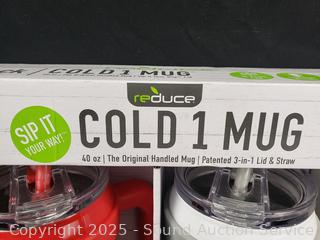 COLD 1 MUG
reduce
SIP IT
YOUR WAY!
COLD 1 MUG
40 oz | The Original Handled Mug | Patented 3-in-1 Lid & Straw
Copyright 2025 - Sound Auction Service